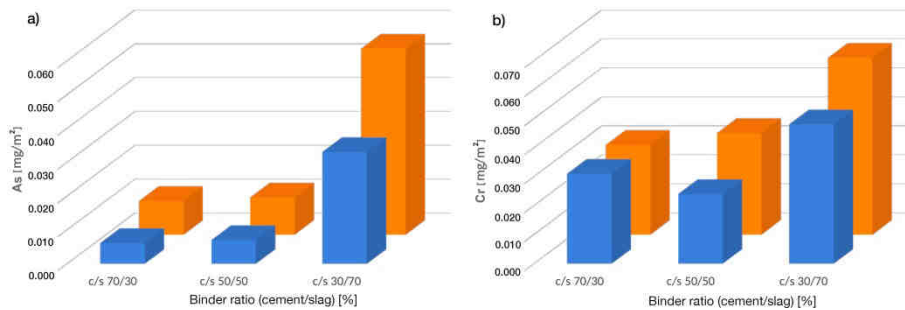 a)
As [mg/m²]
0.060
0.050
0.040
0.030
0.020
0.010
0.000
c/s 70/30 c/s 50/50 c/s 30/70
Binder ratio (cement/slag) [%]
b)
Cr [mg/m²]
0.070
0.060
0.050
0.040
0.030
0.020
0.010
0.000
c/s 70/30 c/s 50/50 c/s 30/70
Binder ratio (cement/slag) [%]